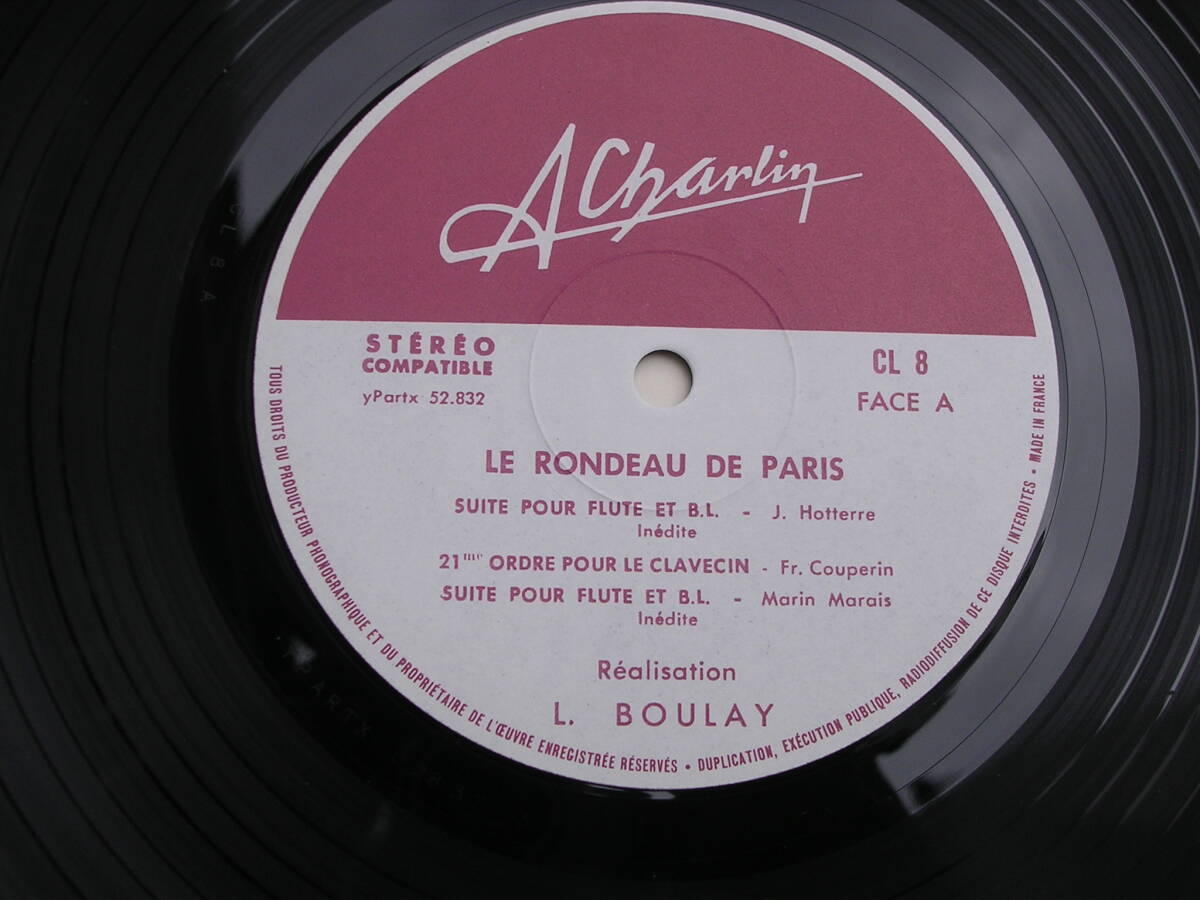 A Charlin
STÉRÉO
COMPATIBLE
yPartx 52.832
CL 8
FACE A
LE RONDEAU DE PARIS
SUITE POUR FLUTE ET B.L. - J. Hotterre
Inédite
21me ORDRE POUR LE CLAVECIN - Fr. Couperin
SUITE POUR FLUTE ET B.L. - Marin Marais
Inédite
Réalisation
L. BOULAY
TOUS DROITS DU PRODUCTEUR PHONOGRAPHIQUE ET DU PROPRIÉTAIRE DE L'ŒUVRE ENREGISTRÉE RÉSERVÉS • DUPLICATION, EXÉCUTION PUBLIQUE, RADIODIFFUSION DE CE DISQUE INTERDITES • MADE IN FRANCE
CL 8 A